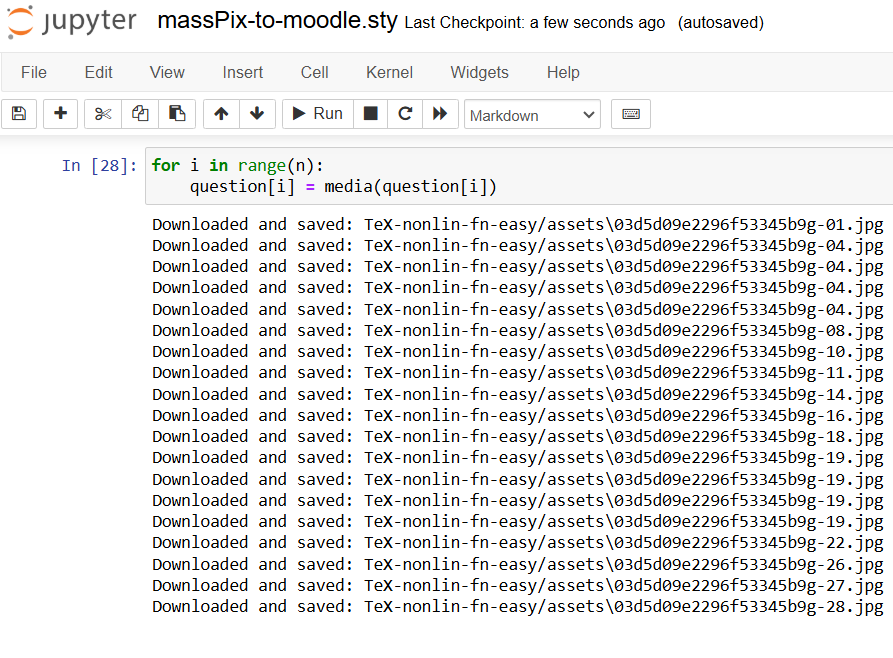 jupyter massPix-to-moodle.sty Last Checkpoint: a few seconds ago (autosaved)
File Edit View Insert Cell Kernel Widgets Help
Run Markdown
In [28]: for i in range(n):
question[i] = media(question[i])
Downloaded and saved: TeX-nonlin-fn-easy/assets\03d5d09e2296f53345b9g-01.jpg
Downloaded and saved: TeX-nonlin-fn-easy/assets\03d5d09e2296f53345b9g-04.jpg
Downloaded and saved: TeX-nonlin-fn-easy/assets\03d5d09e2296f53345b9g-04.jpg
Downloaded and saved: TeX-nonlin-fn-easy/assets\03d5d09e2296f53345b9g-04.jpg
Downloaded and saved: TeX-nonlin-fn-easy/assets\03d5d09e2296f53345b9g-04.jpg
Downloaded and saved: TeX-nonlin-fn-easy/assets\03d5d09e2296f53345b9g-08.jpg
Downloaded and saved: TeX-nonlin-fn-easy/assets\03d5d09e2296f53345b9g-10.jpg
Downloaded and saved: TeX-nonlin-fn-easy/assets\03d5d09e2296f53345b9g-11.jpg
Downloaded and saved: TeX-nonlin-fn-easy/assets\03d5d09e2296f53345b9g-14.jpg
Downloaded and saved: TeX-nonlin-fn-easy/assets\03d5d09e2296f53345b9g-16.jpg
Downloaded and saved: TeX-nonlin-fn-easy/assets\03d5d09e2296f53345b9g-18.jpg
Downloaded and saved: TeX-nonlin-fn-easy/assets\03d5d09e2296f53345b9g-19.jpg
Downloaded and saved: TeX-nonlin-fn-easy/assets\03d5d09e2296f53345b9g-19.jpg
Downloaded and saved: TeX-nonlin-fn-easy/assets\03d5d09e2296f53345b9g-19.jpg
Downloaded and saved: TeX-nonlin-fn-easy/assets\03d5d09e2296f53345b9g-19.jpg
Downloaded and saved: TeX-nonlin-fn-easy/assets\03d5d09e2296f53345b9g-22.jpg
Downloaded and saved: TeX-nonlin-fn-easy/assets\03d5d09e2296f53345b9g-26.jpg
Downloaded and saved: TeX-nonlin-fn-easy/assets\03d5d09e2296f53345b9g-27.jpg
Downloaded and saved: TeX-nonlin-fn-easy/assets\03d5d09e2296f53345b9g-28.jpg